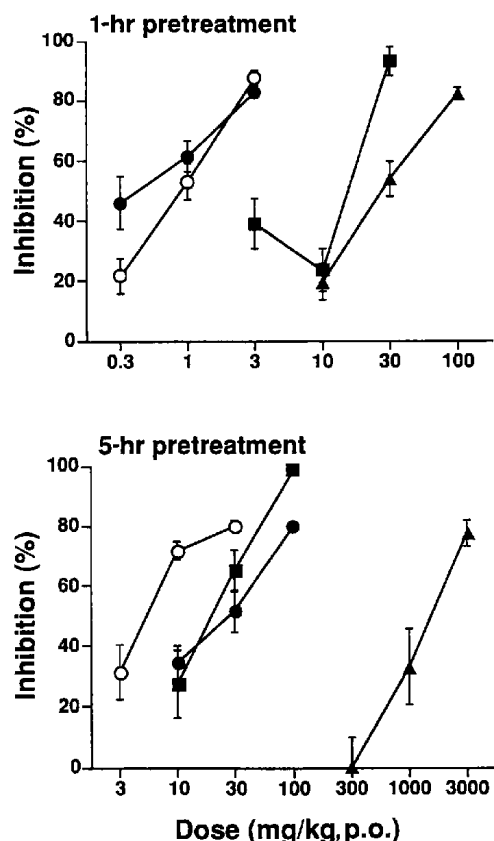 1-hr pretreatment
Inhibition (%)
100
80
60
40
20
0
0.3 1 3 10 30 100
5-hr pretreatment
Inhibition (%)
100
80
60
40
20
0
3 10 30 100 300 1000 3000
Dose (mg/kg,p.o.)